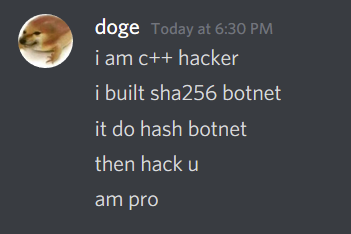 doge Today at 6:30 PM
i am c++ hacker
i built sha256 botnet
it do hash botnet
then hack u
am pro